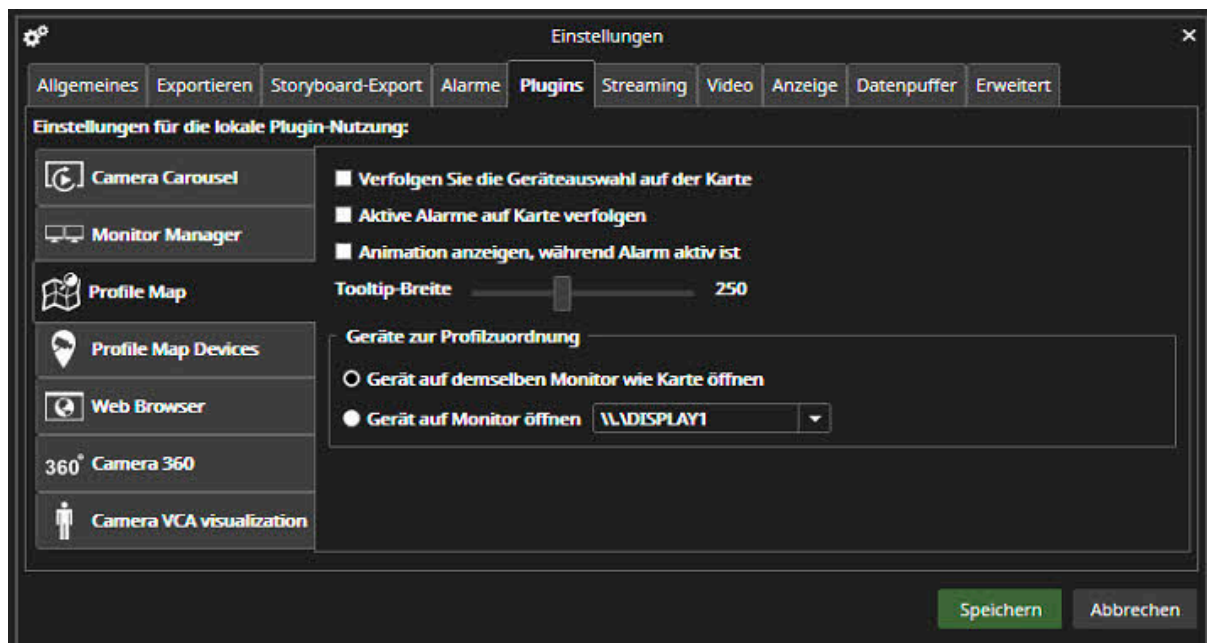 Einstellungen
Allgemeines Exportieren Storyboard-Export Alarme Plugins Streaming Video Anzeige Datenpuffer Erweitert
Einstellungen für die lokale Plugin-Nutzung:
Camera Carousel
Monitor Manager
Profile Map
Profile Map Devices
Web Browser
360° Camera 360
Camera VCA visualization
Verfolgen Sie die Geräteauswahl auf der Karte
Aktive Alarme auf Karte verfolgen
Animation anzeigen, während Alarm aktiv ist
Tooltip-Breite 250
Geräte zur Profilzuordnung
Gerät auf demselben Monitor wie Karte öffnen
Gerät auf Monitor öffnen \\.\DISPLAY1
Speichern Abbrechen